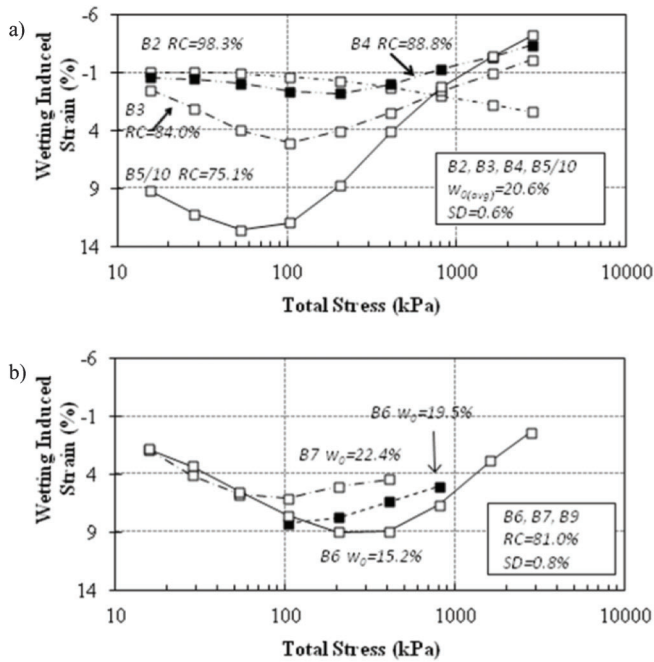 a)
-6
-1
4
9
14
Wetting Induced
Strain (%)
B2 RC=98.3%
B4 RC=88.8%
B3
RC=84.0%
B5/10 RC=75.1%
B2, B3, B4, B5/10
w0(avg)=20.6%
SD=0.6%
10
100
1000
10000
Total Stress (kPa)
b)
-6
-1
4
9
14
Wetting Induced
Strain (%)
B6 w0=19.5%
B7 w0=22.4%
B6 w0=15.2%
B6, B7, B9
RC=81.0%
SD=0.8%
10
100
1000
10000
Total Stress (kPa)